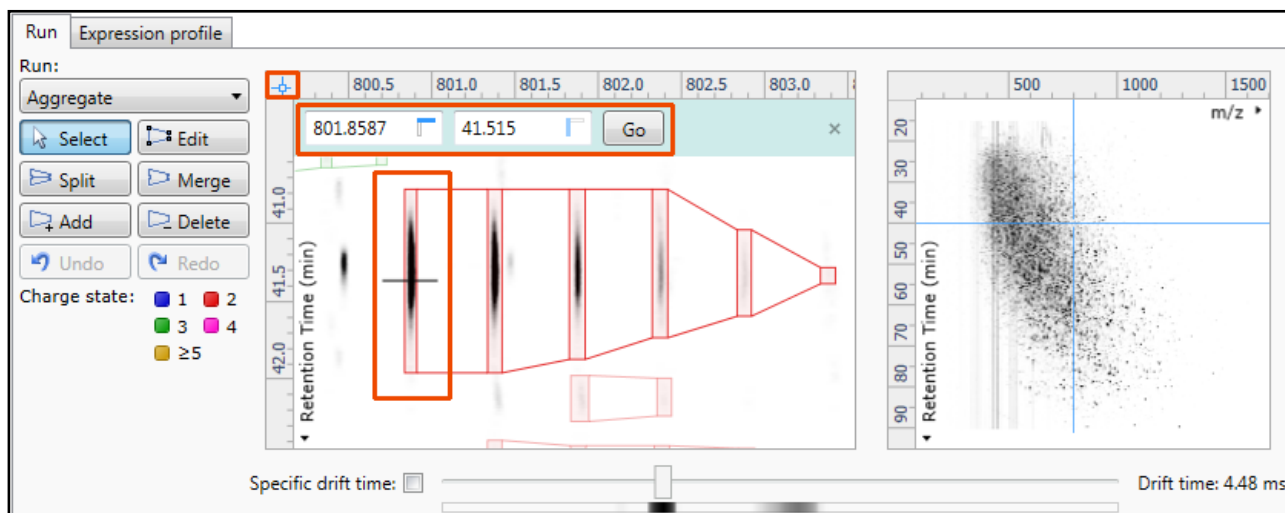 Run Expression profile
Run:
Aggregate
Select Edit
Split Merge
Add Delete
Undo Redo
Charge state: 1 2
3 4
≥5
800.5 801.0 801.5 802.0 802.5 803.0
801.8587 41.515 Go ×
41.0
41.5
42.0
Retention Time (min)
500 1000 1500
m/z
20
30
40
50
60
70
80
90
Retention Time (min)
Specific drift time: Drift time: 4.48 ms